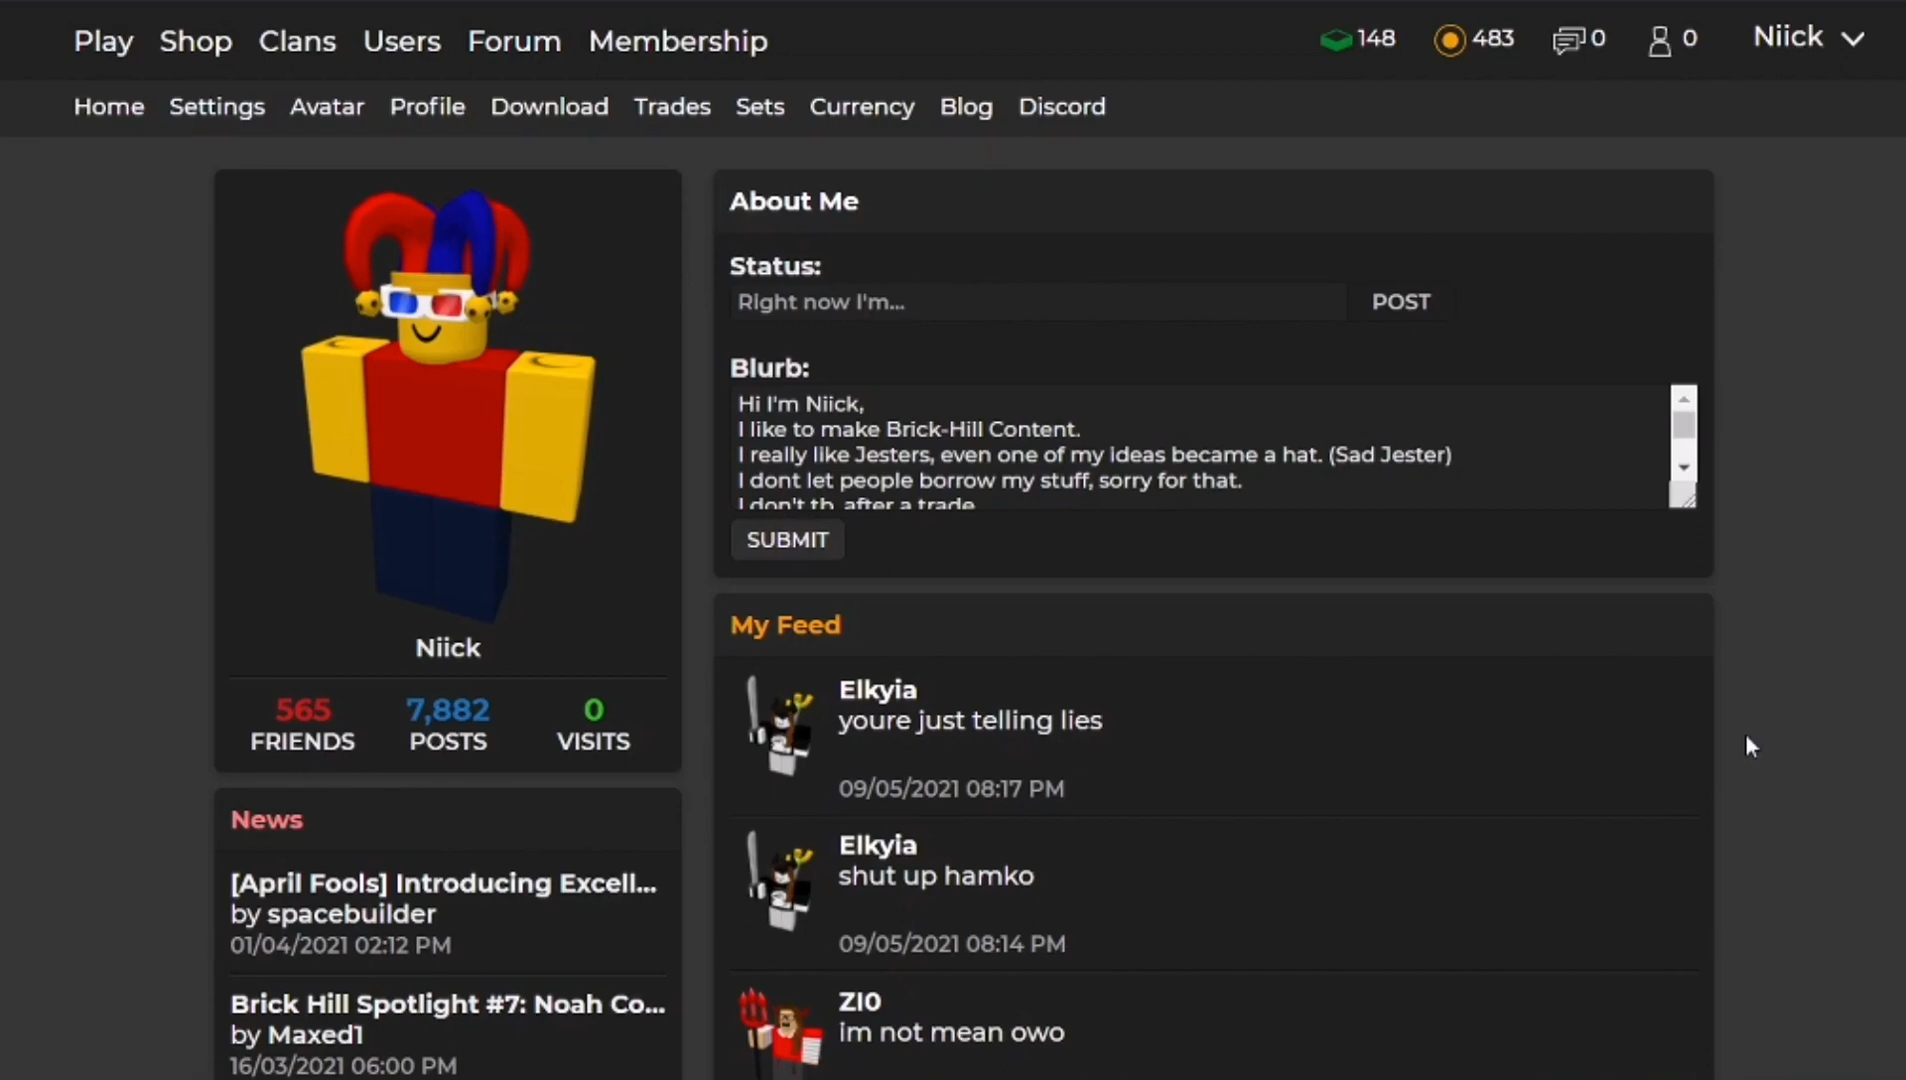 Play Shop Clans Users Forum Membership 148 483 0 0 Niick
Home Settings Avatar Profile Download Trades Sets Currency Blog Discord
Niick
565 7,882 0
FRIENDS POSTS VISITS
News
[April Fools] Introducing Excell...
by spacebuilder
01/04/2021 02:12 PM
Brick Hill Spotlight #7: Noah Co...
by Maxed1
16/03/2021 06:00 PM
About Me
Status:
Right now I'm... POST
Blurb:
Hi I'm Niick,
I like to make Brick-Hill Content.
I really like Jesters, even one of my ideas became a hat. (Sad Jester)
I dont let people borrow my stuff, sorry for that.
I don't tb, after a trade
SUBMIT
My Feed
Elkyia
youre just telling lies
09/05/2021 08:17 PM
Elkyia
shut up hamko
09/05/2021 08:14 PM
ZI0
im not mean owo